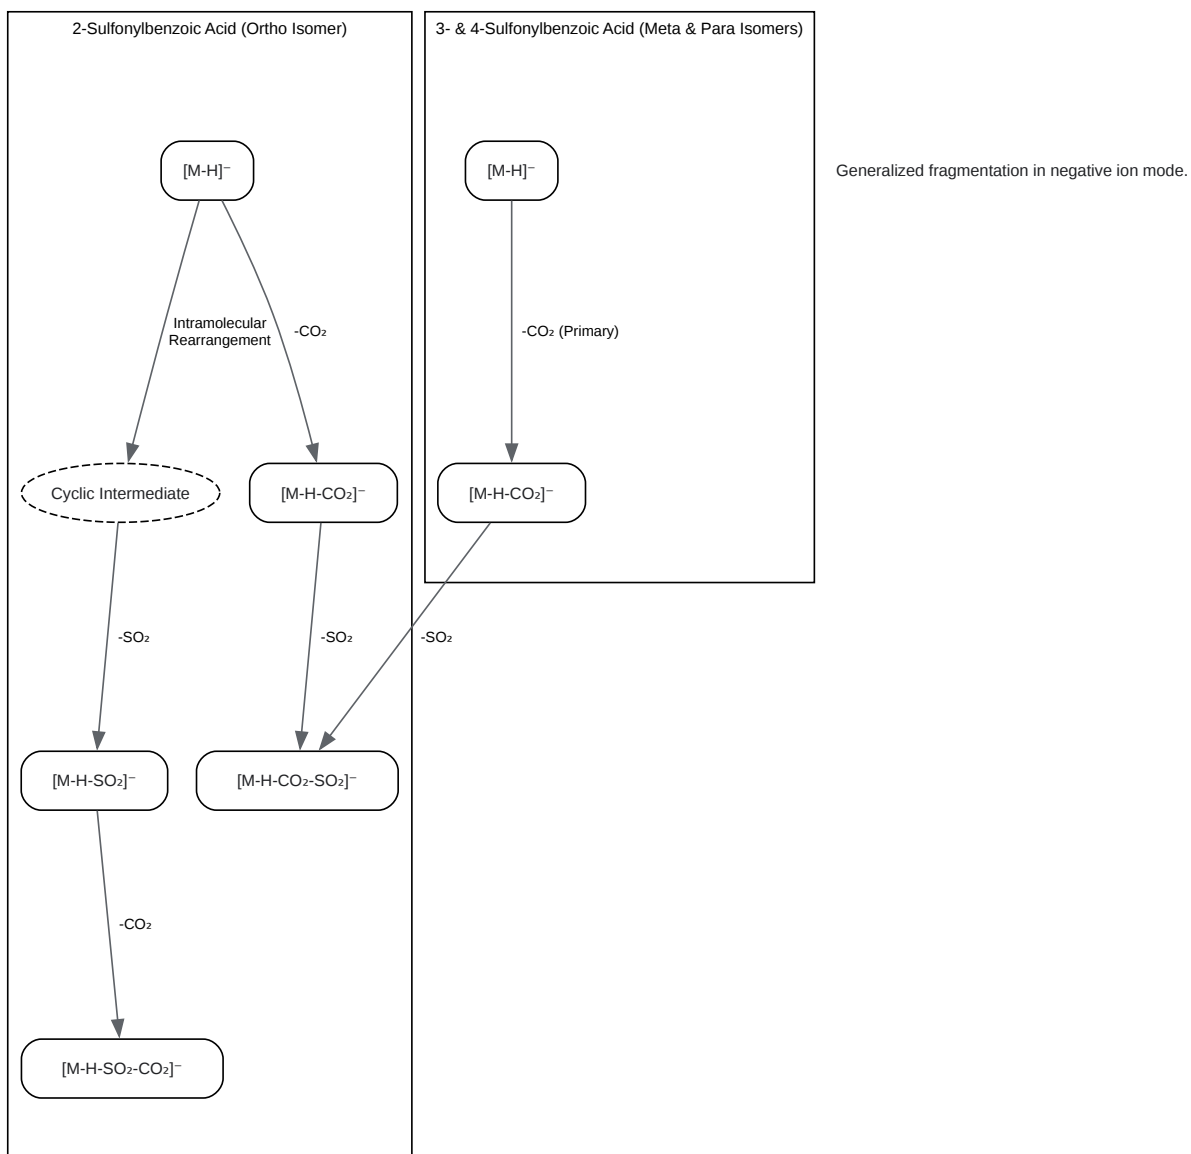 2-Sulfonylbenzoic Acid (Ortho Isomer)
3- & 4-Sulfonylbenzoic Acid (Meta & Para Isomers)
[M-H]⁻
[M-H]⁻
Generalized fragmentation in negative ion mode.
Intramolecular
Rearrangement
-CO₂
-CO₂ (Primary)
Cyclic Intermediate
[M-H-CO₂]⁻
[M-H-CO₂]⁻
-SO₂
-SO₂
-SO₂
[M-H-SO₂]⁻
[M-H-CO₂-SO₂]⁻
-CO₂
[M-H-SO₂-CO₂]⁻